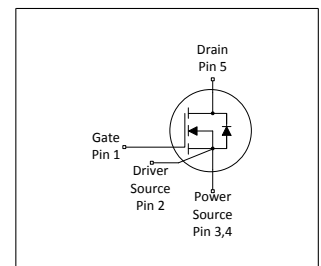 Drain
Pin 5
Gate
Pin 1
Driver
Source
Pin 2
Power
Source
Pin 3,4